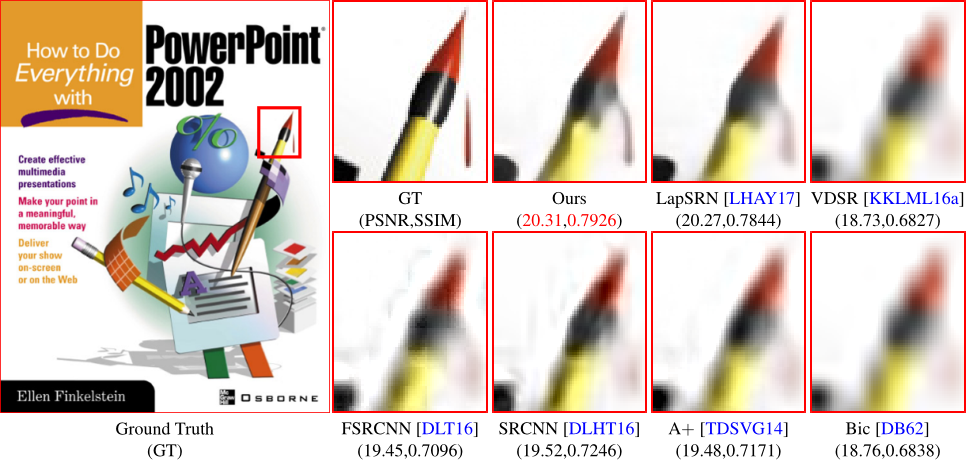 How to Do
Everything
with
PowerPoint®
2002
%
Create effective
multimedia
presentations
Make your point in
a meaningful,
memorable way
Deliver
your show
on-screen
or on the Web
A
Ellen Finkelstein
Mc
Graw
Hill
OSBORNE
Ground Truth
(GT)
GT
(PSNR,SSIM)
Ours
(20.31,0.7926)
LapSRN [LHAY17]
(20.27,0.7844)
VDSR [KKLML16a]
(18.73,0.6827)
FSRCNN [DLT16]
(19.45,0.7096)
SRCNN [DLHT16]
(19.52,0.7246)
A+ [TDSVG14]
(19.48,0.7171)
Bic [DB62]
(18.76,0.6838)